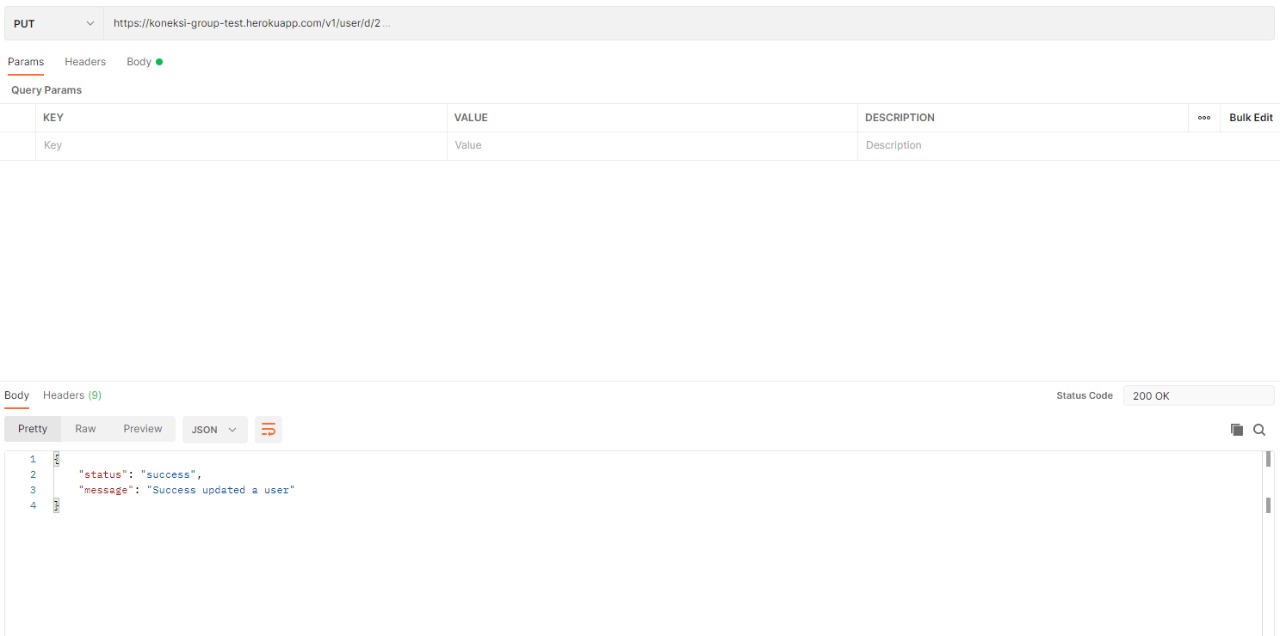 PUT https://koneksi-group-test.herokuapp.com/v1/user/d/2 ...
Params Headers Body
Query Params
KEY VALUE DESCRIPTION ooo Bulk Edit
Key Value Description
Body Headers (9) Status Code 200 OK
Pretty Raw Preview JSON
1 {
2 "status": "success",
3 "message": "Success updated a user"
4 }